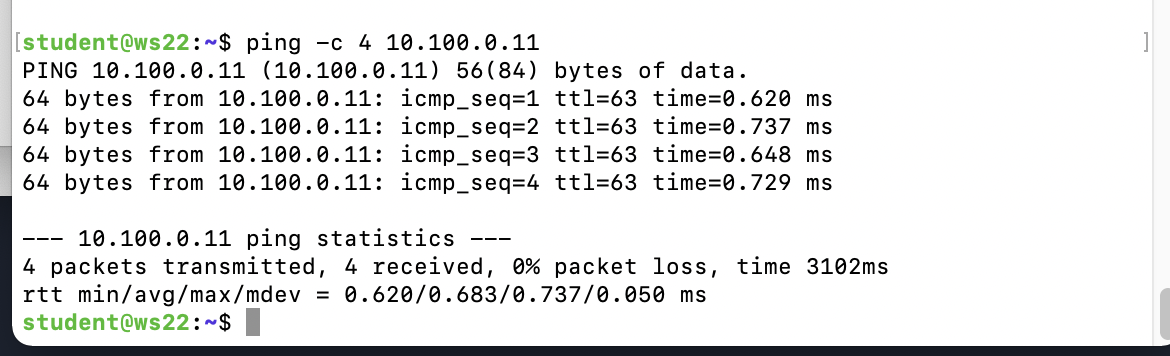 [student@ws22:~$ ping -c 4 10.100.0.11 ]
PING 10.100.0.11 (10.100.0.11) 56(84) bytes of data.
64 bytes from 10.100.0.11: icmp_seq=1 ttl=63 time=0.620 ms
64 bytes from 10.100.0.11: icmp_seq=2 ttl=63 time=0.737 ms
64 bytes from 10.100.0.11: icmp_seq=3 ttl=63 time=0.648 ms
64 bytes from 10.100.0.11: icmp_seq=4 ttl=63 time=0.729 ms

--- 10.100.0.11 ping statistics ---
4 packets transmitted, 4 received, 0% packet loss, time 3102ms
rtt min/avg/max/mdev = 0.620/0.683/0.737/0.050 ms
student@ws22:~$